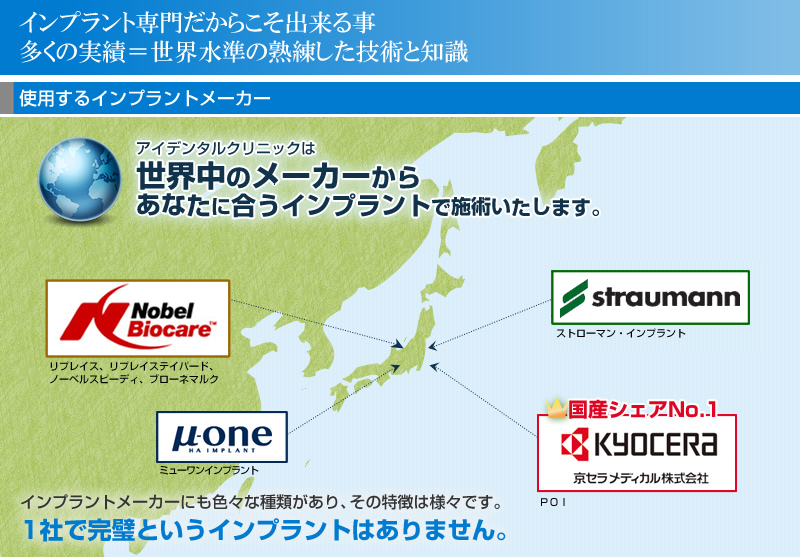 インプラント専門だからこそ出来る事
多くの実績＝世界水準の熟練した技術と知識
使用するインプラントメーカー
アイデンタルクリニックは
世界中のメーカーから
あなたに合うインプラントで施術いたします。
Nobel
Biocare™
リプレイス、リプレイステイパード、
ノーベルスピーディ、ブローネマルク
straumann
ストローマン・インプラント
μ-one
HA IMPLANT
ミューワンインプラント
国産シェアNo.1
KYOCERA
京セラメディカル株式会社
POI
インプラントメーカーにも色々な種類があり、その特徴は様々です。
1社で完璧というインプラントはありません。